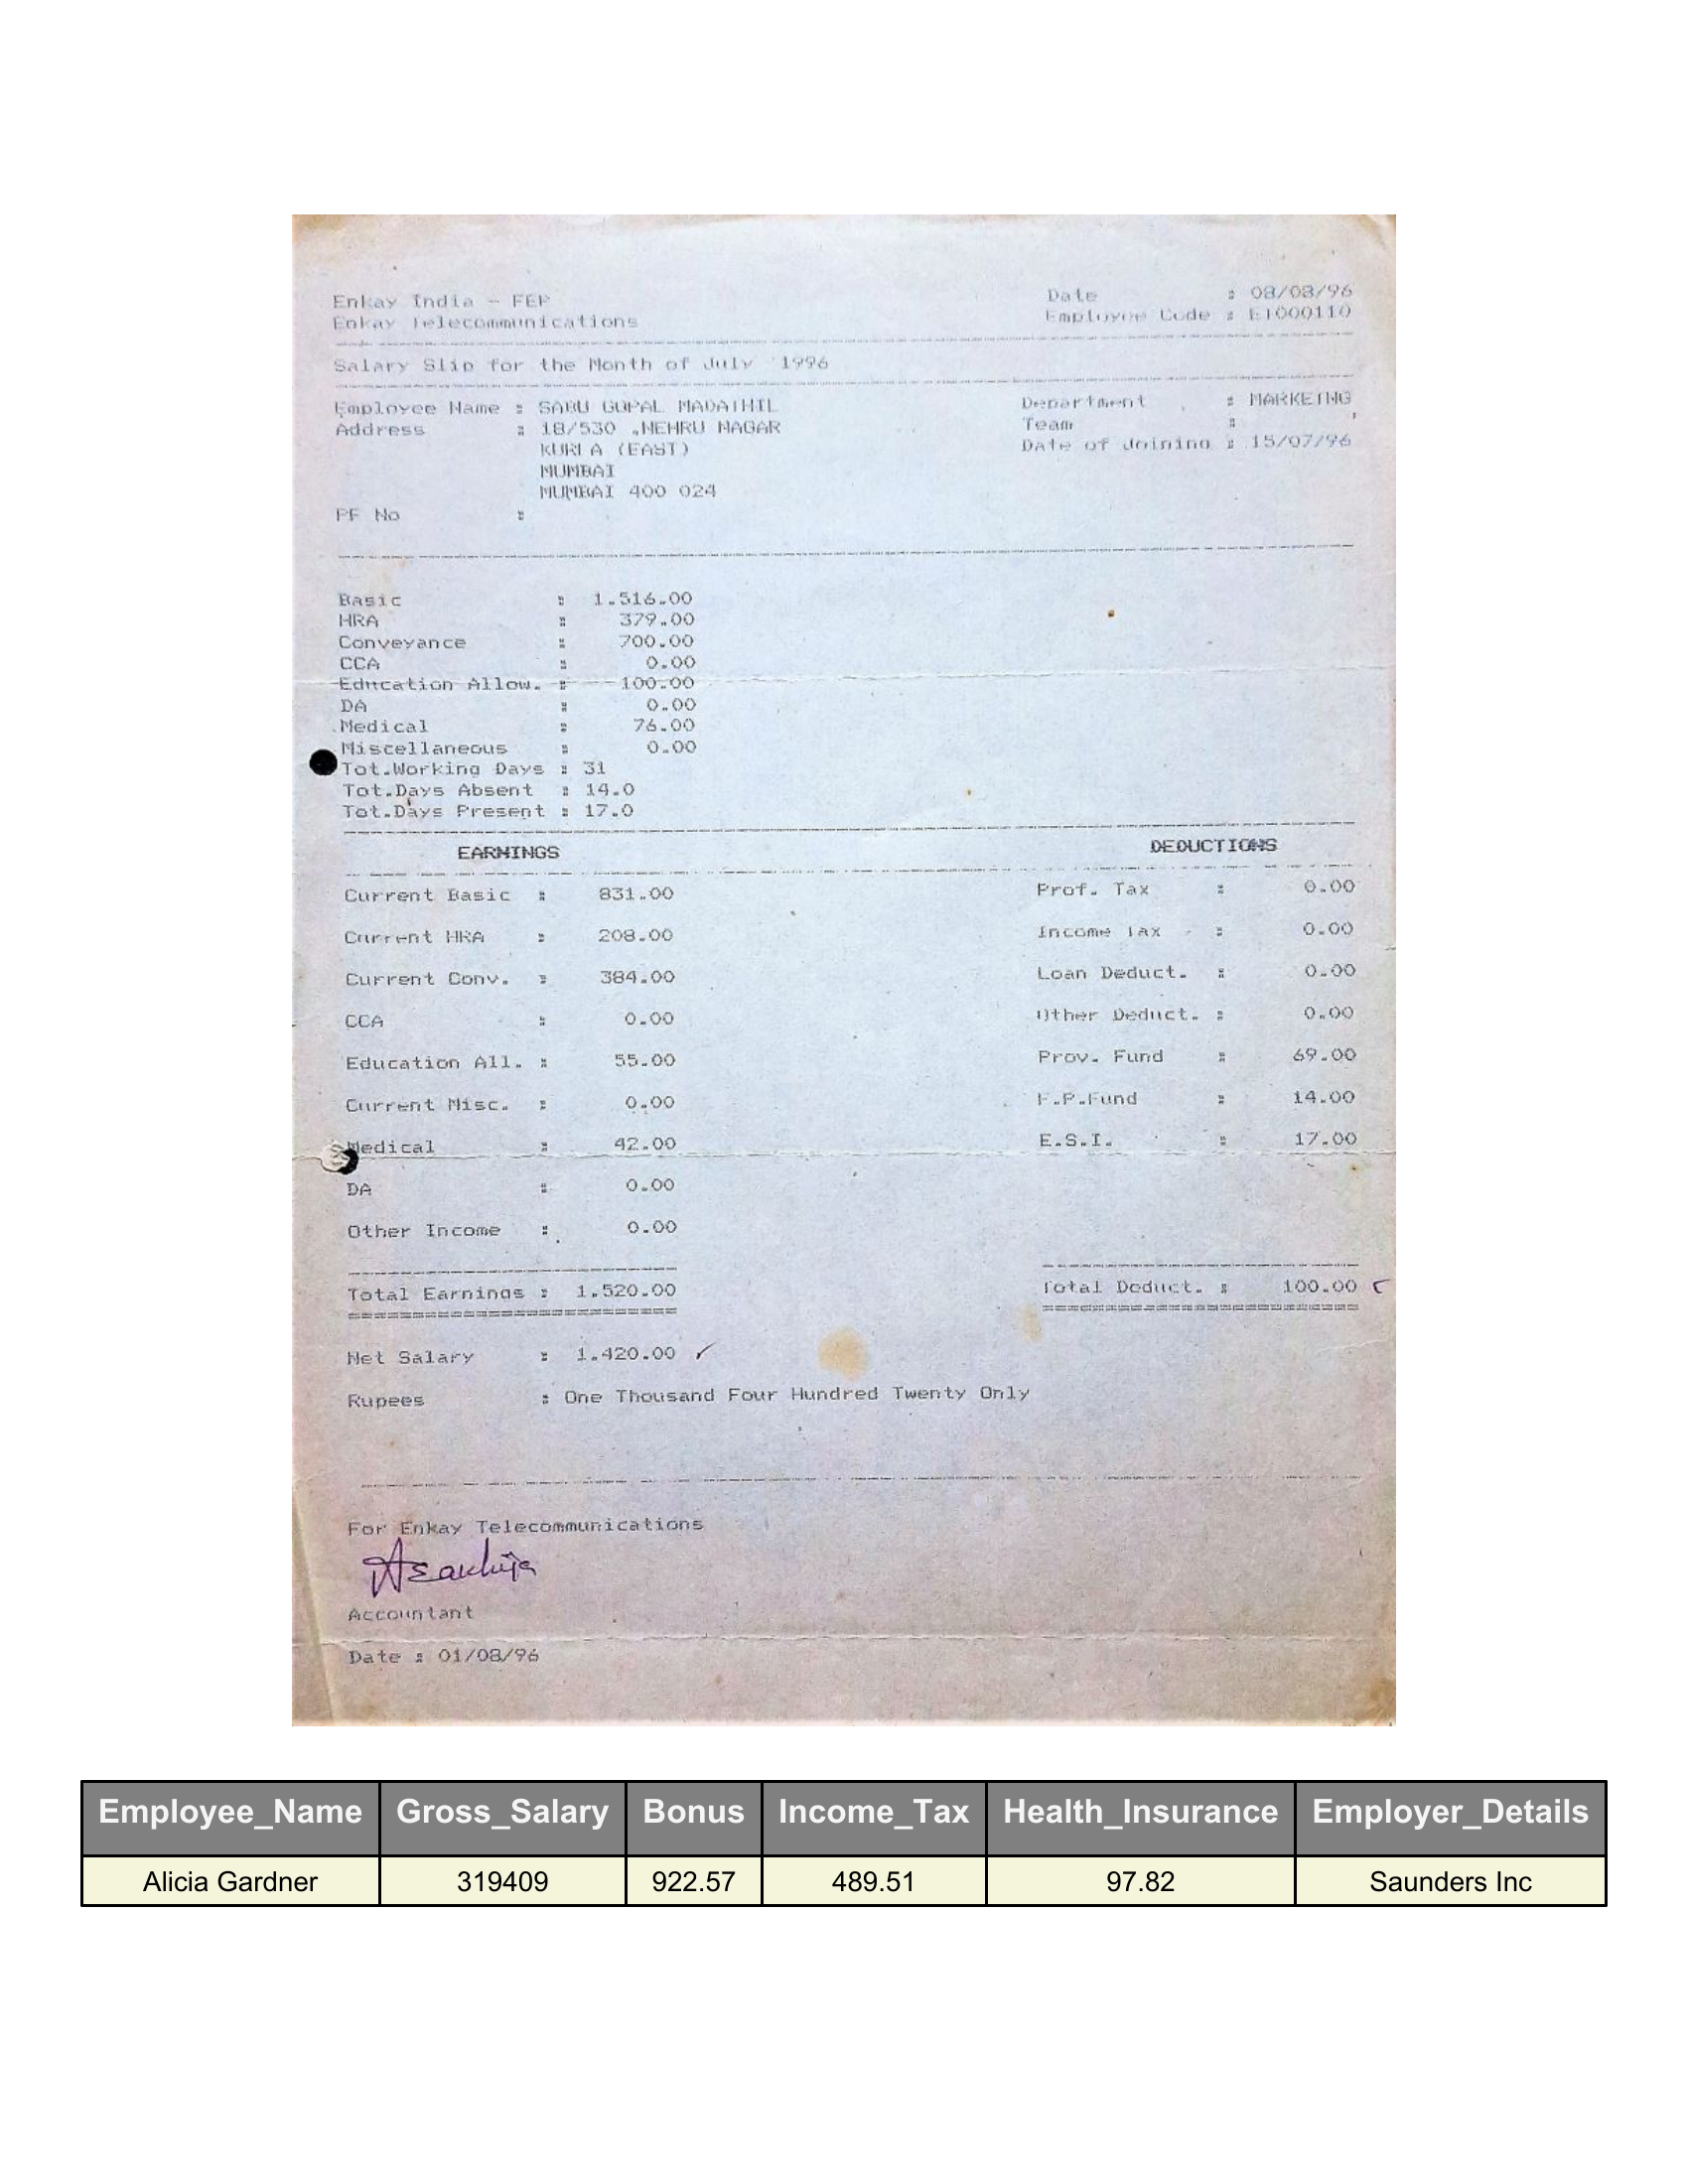 Enkay India - FEP Date : 08/08/96
Enkay Telecommunications Employee Code : E1000110
Salary Slip for the Month of July '1996
Employee Name : SABU GOPAL MADATHIL Department : MARKETING
Address : 18/530 ,NEHRU NAGAR Team :
KURLA (EAST) Date of Joining : 15/07/96
MUMBAI
MUMBAI 400 024
PF No :
Basic : 1,516.00
HRA : 379.00
Conveyance : 700.00
CCA : 0.00
Education Allow. : 100.00
DA : 0.00
Medical : 76.00
Miscellaneous : 0.00
Tot.Working Days : 31
Tot.Days Absent : 14.0
Tot.Days Present : 17.0
EARNINGS DEDUCTIONS
Current Basic : 831.00 Prof. Tax : 0.00
Current HRA : 208.00 Income Tax : 0.00
Current Conv. : 384.00 Loan Deduct. : 0.00
CCA : 0.00 Other Deduct. : 0.00
Education All. : 55.00 Prov. Fund : 69.00
Current Misc. : 0.00 F.P.Fund : 14.00
Medical : 42.00 E.S.I. : 17.00
DA : 0.00
Other Income : 0.00
Total Earnings : 1,520.00 Total Deduct. : 100.00
Net Salary : 1,420.00
Rupees : One Thousand Four Hundred Twenty Only
For Enkay Telecommunications
Accountant
Date : 01/08/96
Employee_Name Gross_Salary Bonus Income_Tax Health_Insurance Employer_Details
Alicia Gardner 319409 922.57 489.51 97.82 Saunders Inc